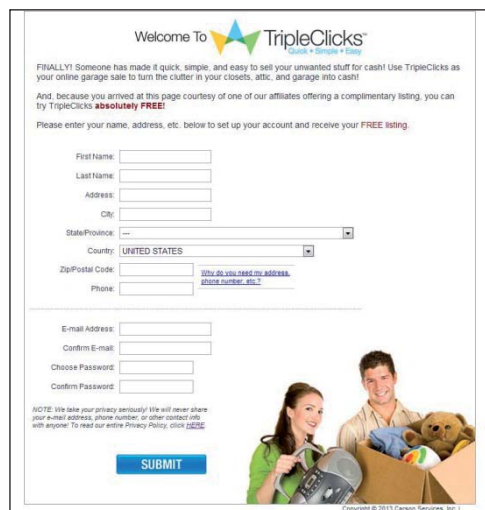 Welcome To TripleClicks™
Quick • Simple • Easy
FINALLY! Someone has made it quick, simple, and easy to sell your unwanted stuff for cash! Use TripleClicks as
your online garage sale to turn the clutter in your closets, attic, and garage into cash!
And, because you arrived at this page courtesy of one of our affiliates offering a complimentary listing, you can
try TripleClicks absolutely FREE!
Please enter your name, address, etc. below to set up your account and receive your FREE listing.
First Name:
Last Name:
Address:
City:
State/Province: ---
Country: UNITED STATES
Zip/Postal Code:
Why do you need my address,
phone number, etc.?
Phone:
E-mail Address:
Confirm E-mail:
Choose Password:
Confirm Password:
NOTE: We take your privacy seriously! We will never share
your e-mail address, phone number, or other contact info
with anyone! To read our entire Privacy Policy, click HERE.
SUBMIT
Copyright © 2013 Carson Services, Inc. |